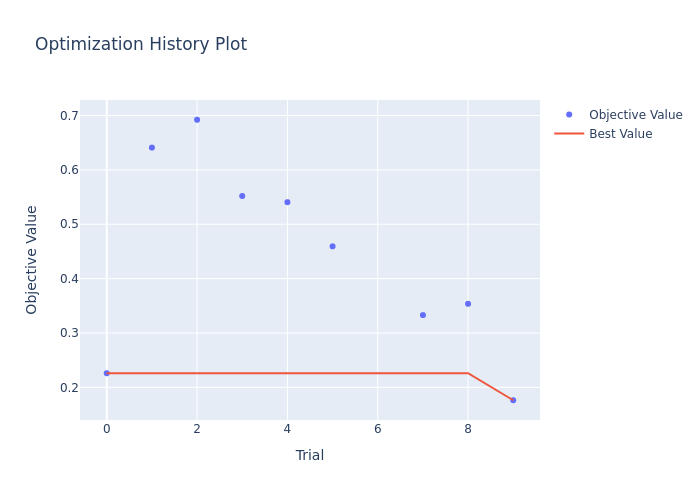 Optimization History Plot
Objective Value
Best Value
0.7
0.6
0.5
0.4
0.3
0.2
Objective Value
0 2 4 6 8
Trial